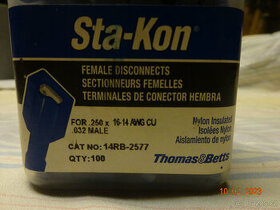 Sta-Kon®
FEMALE DISCONNECTS
SECTIONNEURS FEMELLES
TERMINALES DE CONECTOR HEMBRA
FOR .250 x 16-14 AWG CU
.032 MALE
Nylon Insulated
Isolées Nylon
Aislamiento de nylon
CAT NO: 14RB-2577
QTY: 100
Thomas&Betts